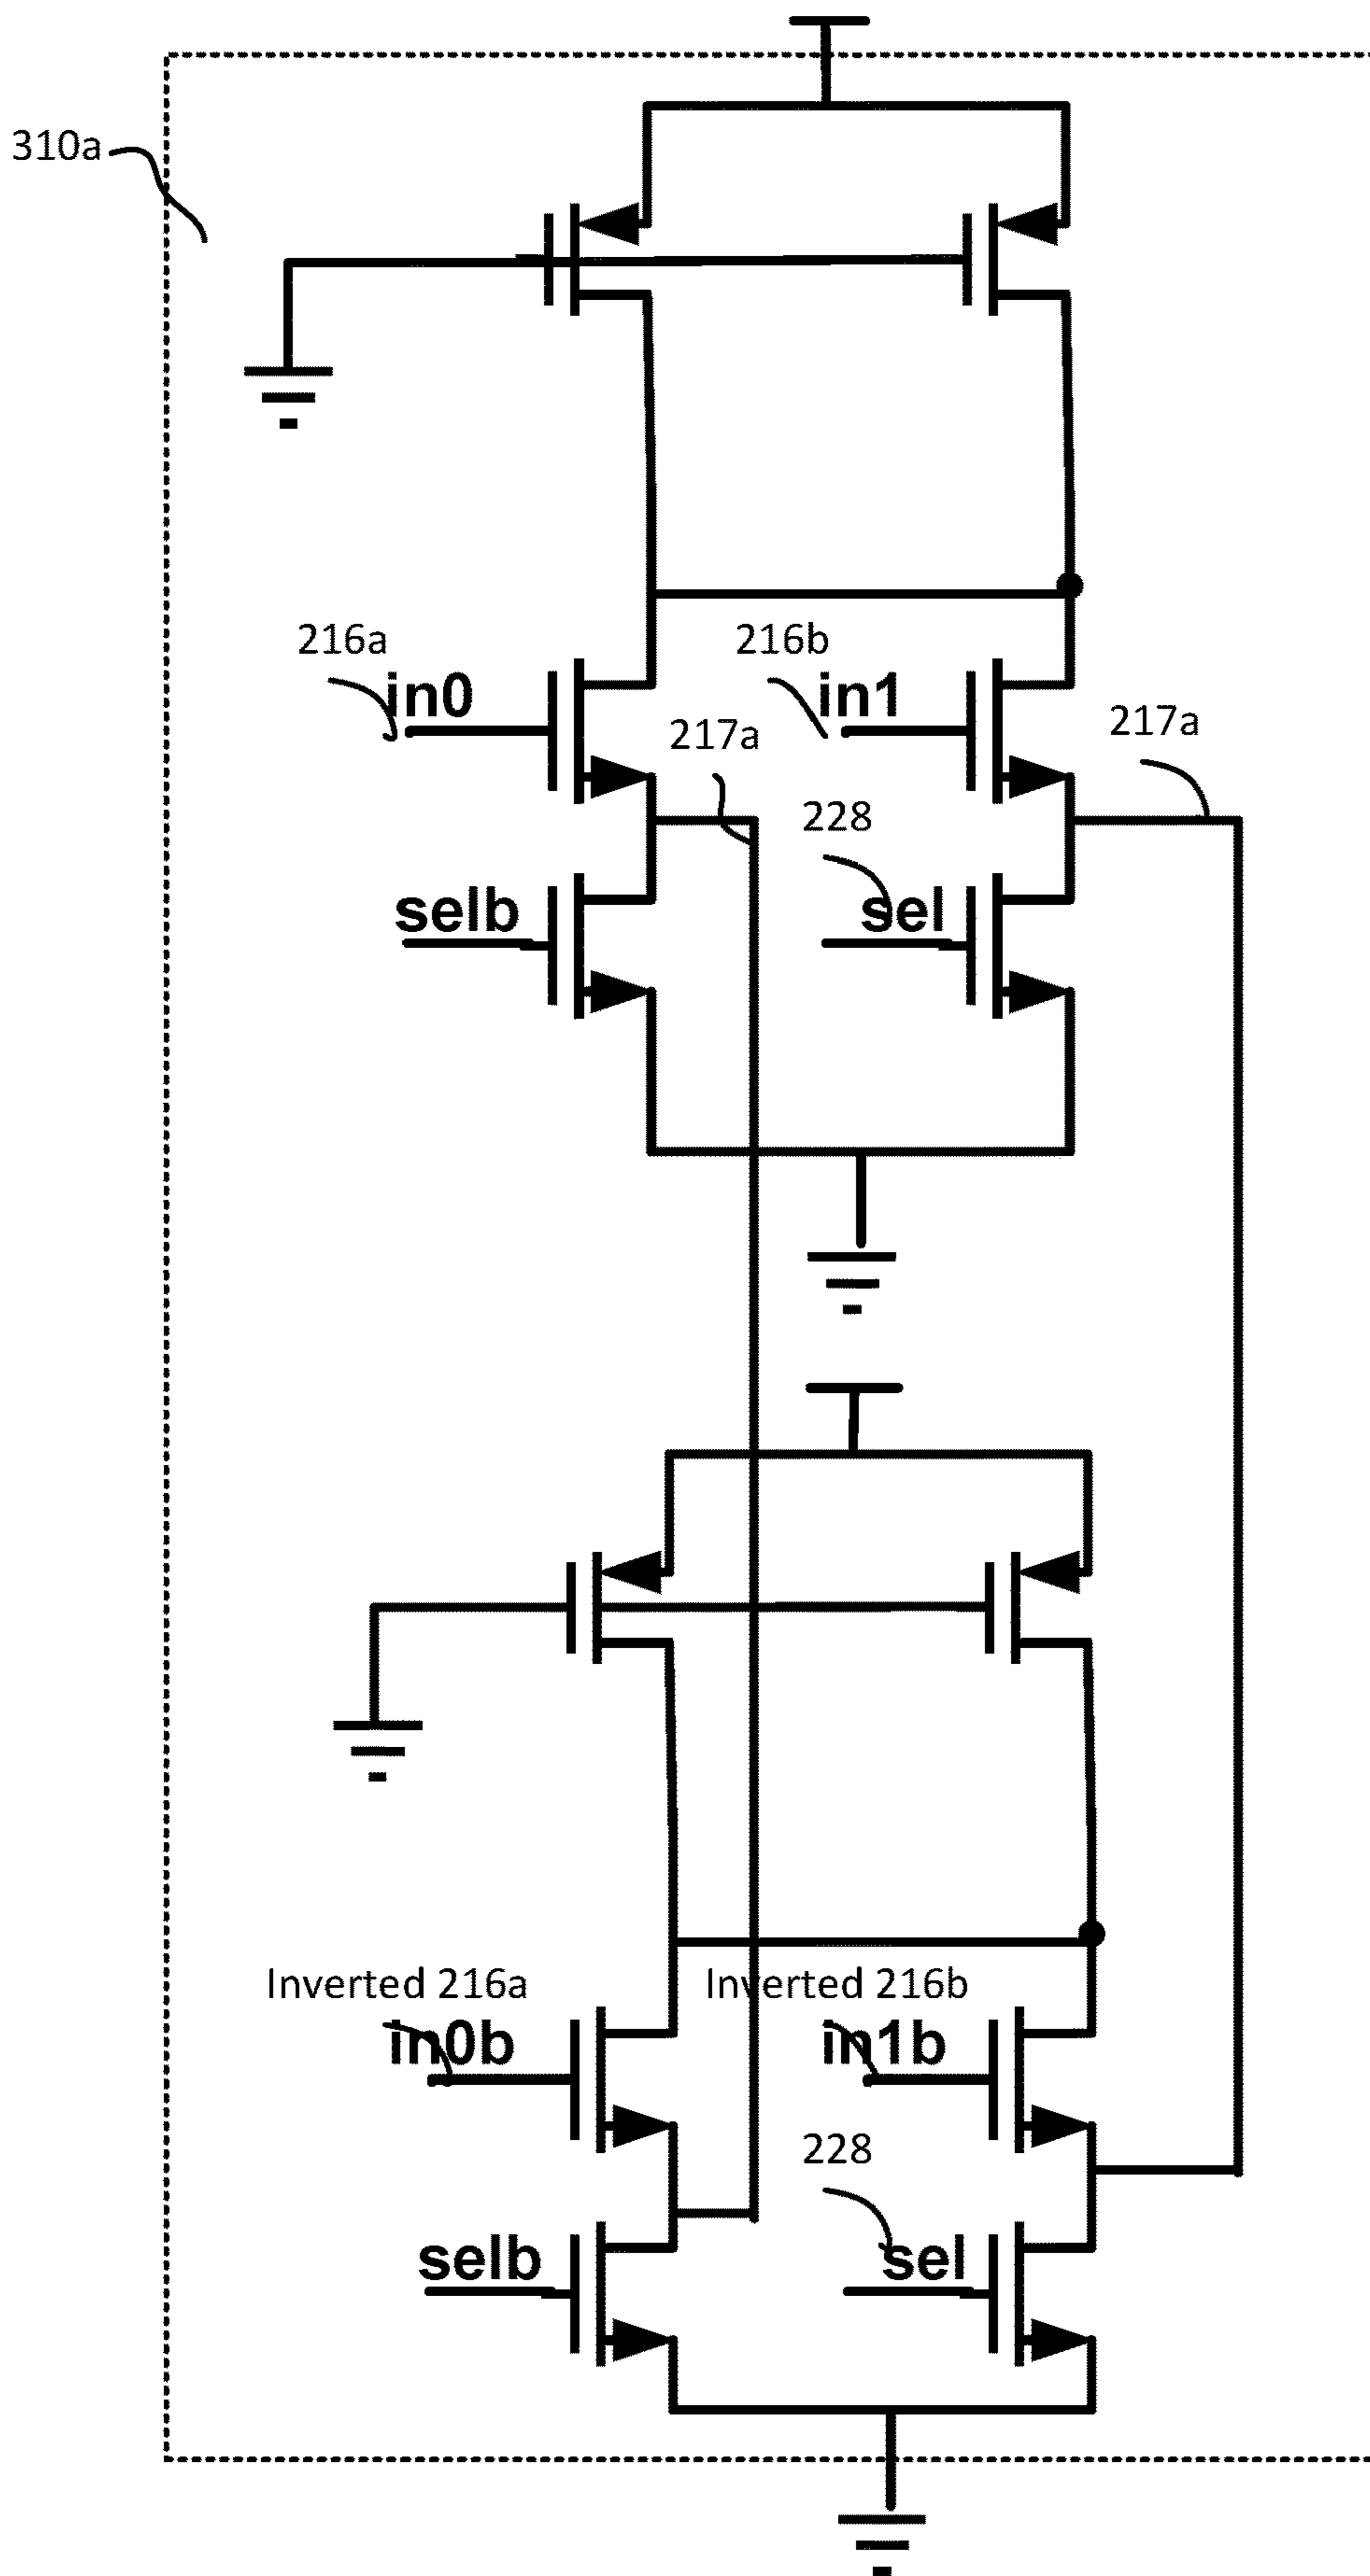 310a
216a
216b
in0
in1
217a
217a
228
selb
sel
Inverted 216a
Inverted 216b
in0b
in1b
228
selb
sel